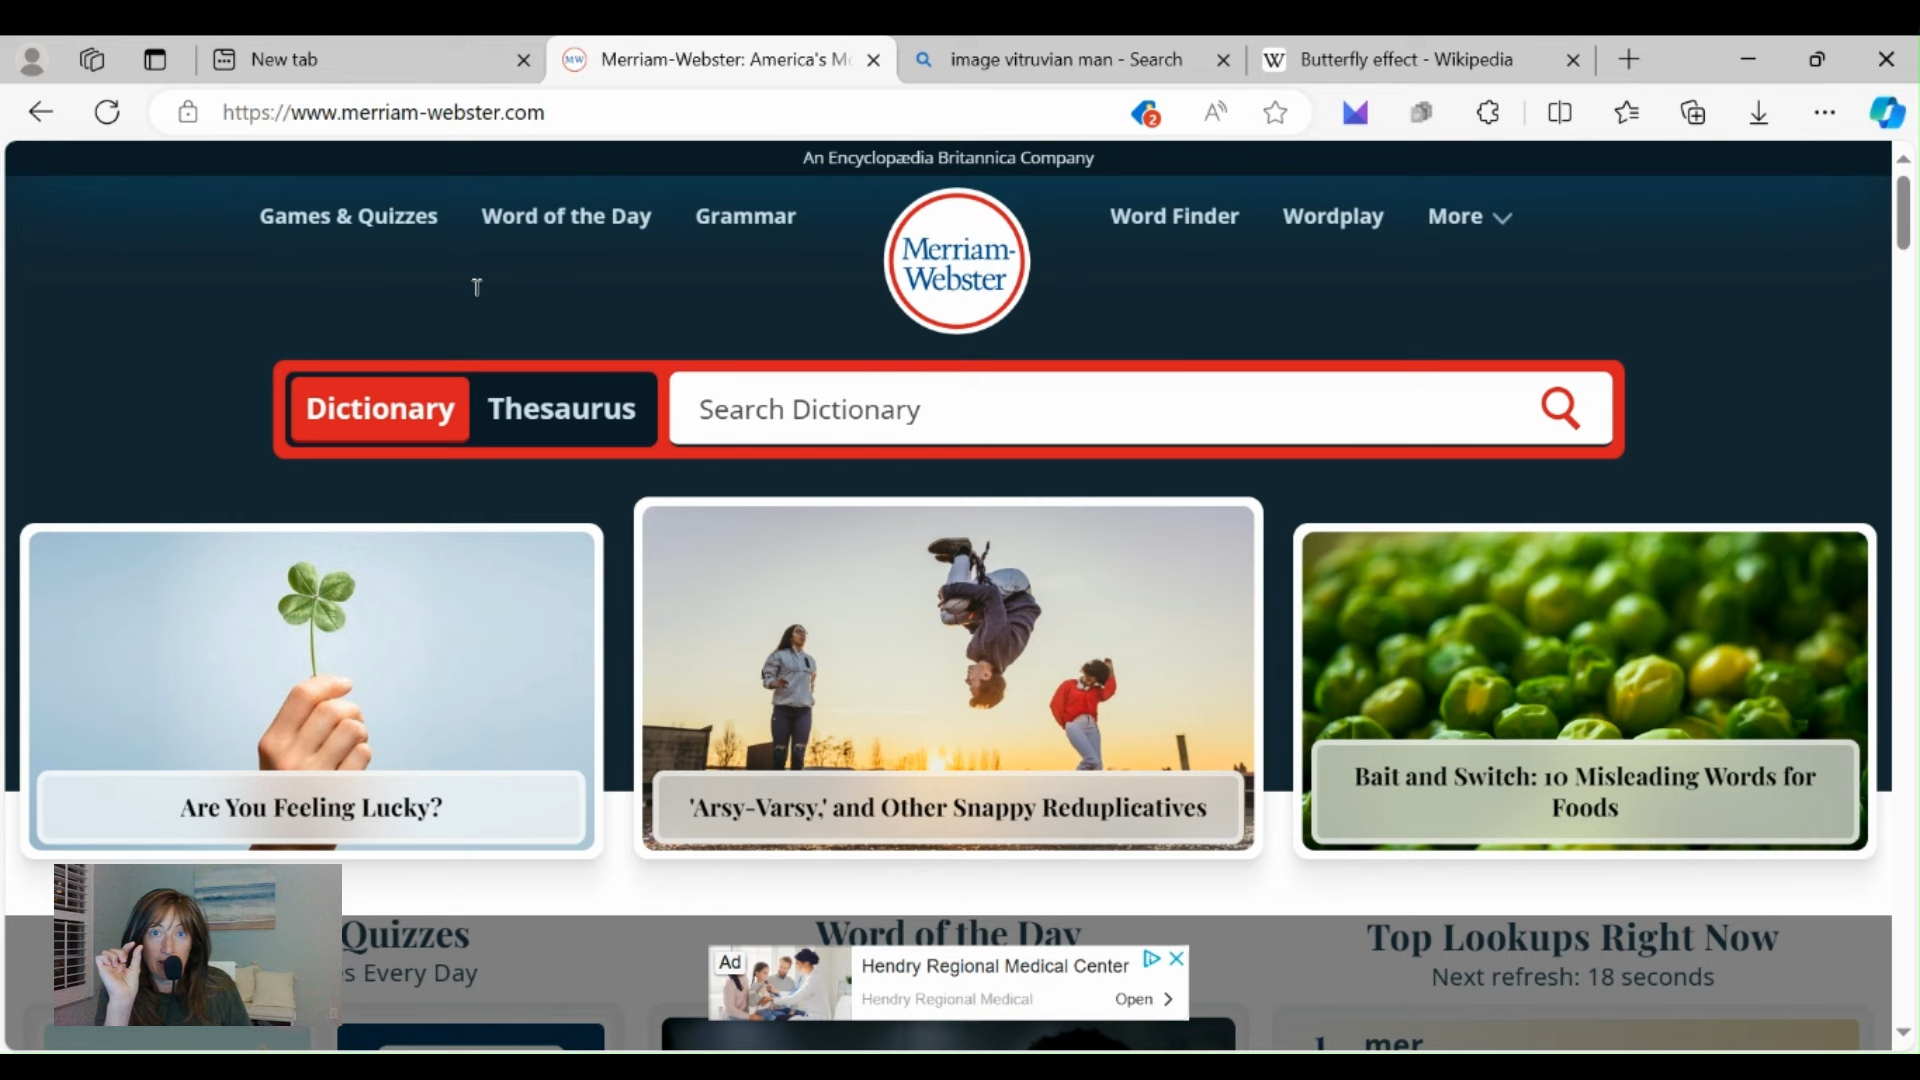 New tab
MW
Merriam-Webster: America's Mo
image vitruvian man - Search
W
Butterfly effect - Wikipedia
https://www.merriam-webster.com
2
An Encyclopædia Britannica Company
Games & Quizzes
Word of the Day
Grammar
Merriam-
Webster
Word Finder
Wordplay
More
Dictionary
Thesaurus
Search Dictionary
Are You Feeling Lucky?
'Arsy-Varsy,' and Other Snappy Reduplicatives
Bait and Switch: 10 Misleading Words for
Foods
Quizzes
s Every Day
Word of the Day
Top Lookups Right Now
Next refresh: 18 seconds
Ad
Hendry Regional Medical Center
Hendry Regional Medical
Open
1
mer